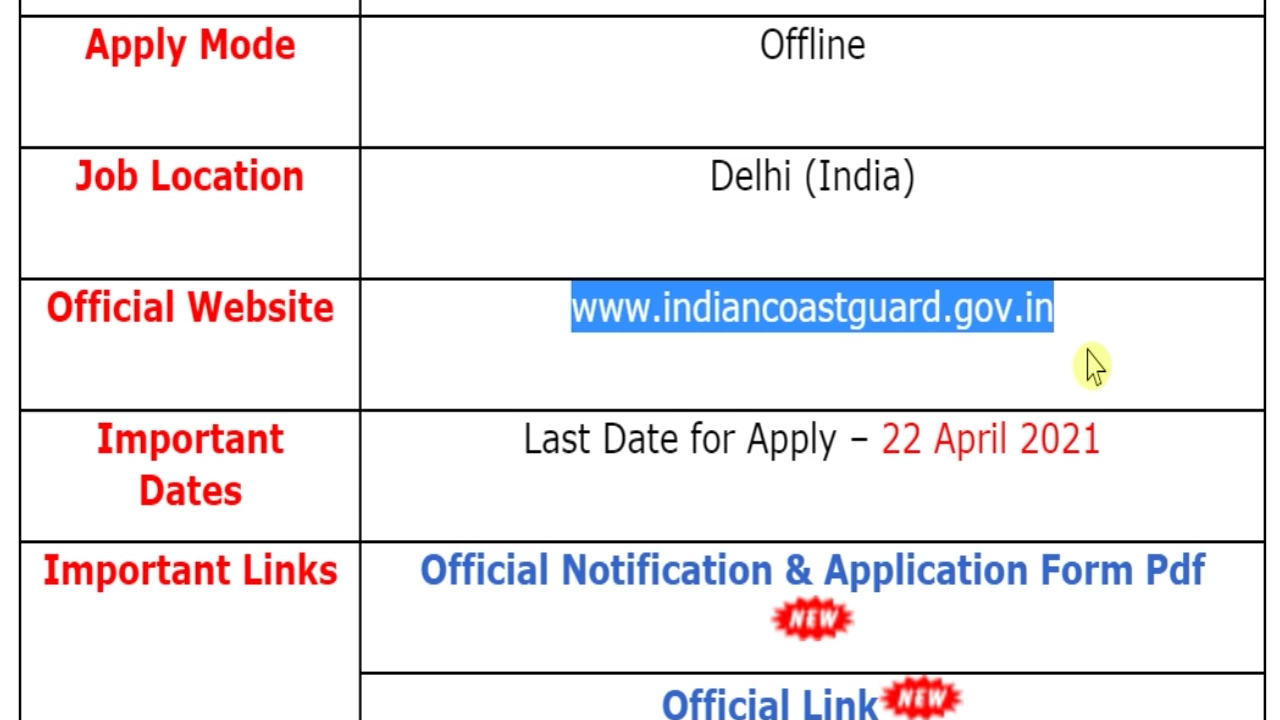 Apply Mode
Offline
Job Location
Delhi (India)
Official Website
www.indiancoastguard.gov.in
Important
Dates
Last Date for Apply – 22 April 2021
Important Links
Official Notification & Application Form Pdf
NEW
Official Link NEW